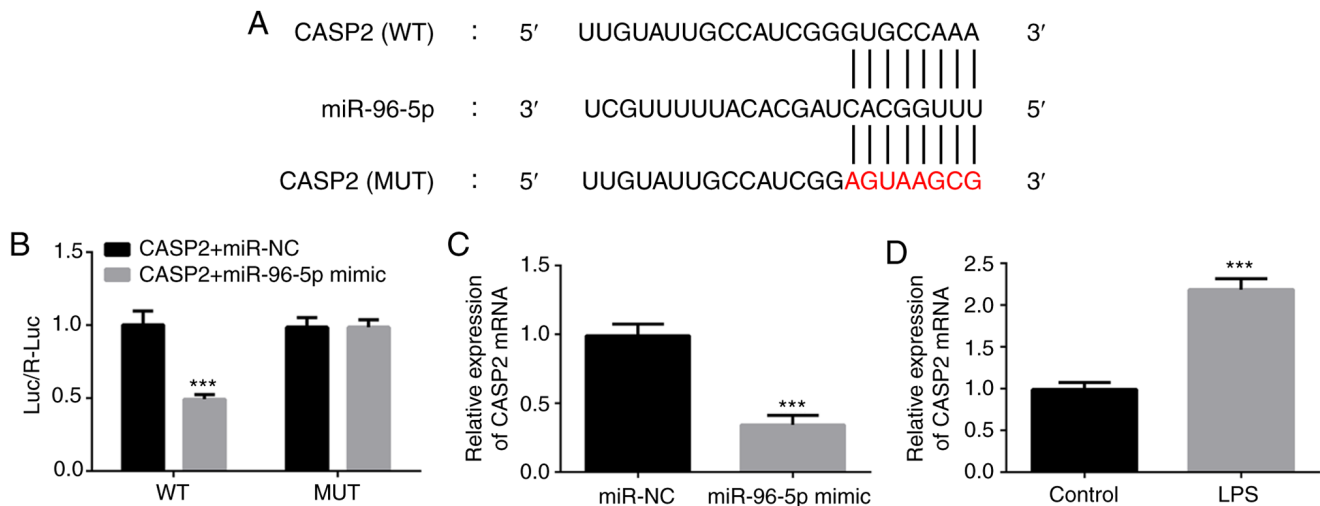 A
CASP2 (WT) : 5′ UUGUAUUGCCAUCGGGUGCCAAA 3′
miR-96-5p : 3′ UCGUUUUUACACGAUCACGGUUU 5′
CASP2 (MUT) : 5′ UUGUAUUGCCAUCGGAGUAAGCG 3′
B
CASP2+miR-NC
CASP2+miR-96-5p mimic
Luc/R-Luc
1.5
1.0
0.5
0.0
***
WT MUT
C
Relative expression
of CASP2 mRNA
1.5
1.0
0.5
0.0
***
miR-NC miR-96-5p mimic
D
Relative expression
of CASP2 mRNA
2.5
2.0
1.5
1.0
0.5
0.0
***
Control LPS